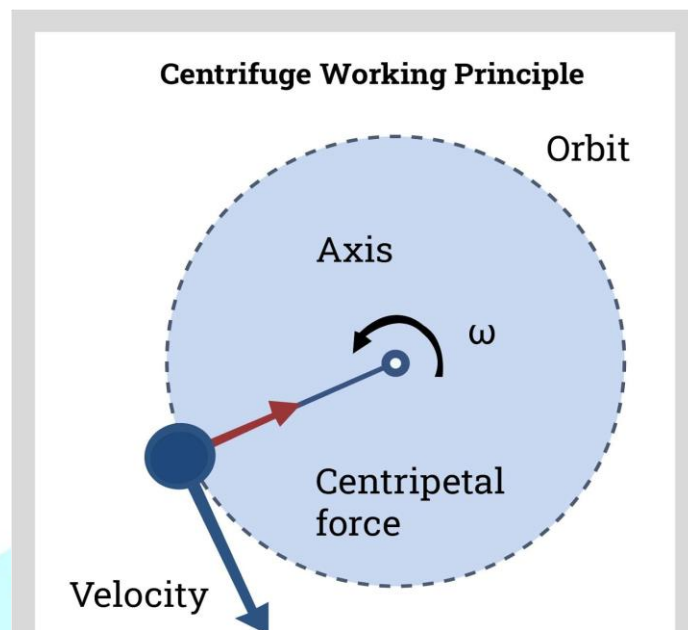 Centrifuge Working Principle
Orbit
Axis
ω
Centripetal
force
Velocity